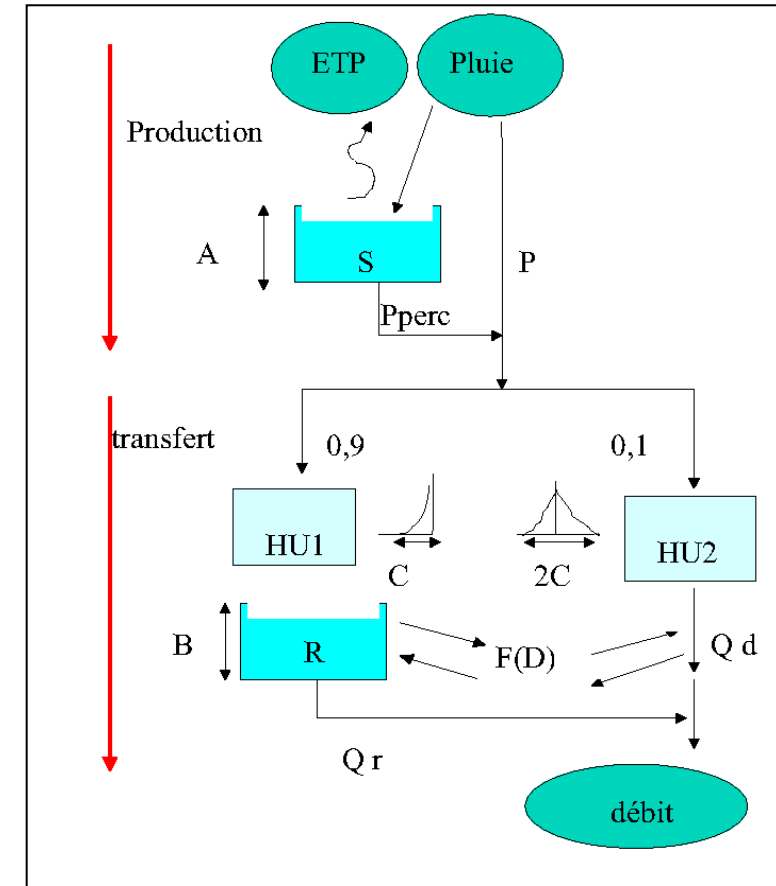 ETP
Pluie
Production
A
S
P
Pperc
transfert
0,9
0,1
HU1
HU2
C
2C
B
R
F(D)
Q d
Q r
débit